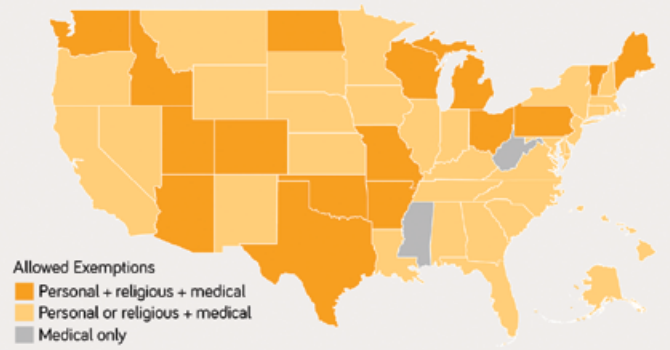 Allowed Exemptions
Personal + religious + medical
Personal or religious + medical
Medical only